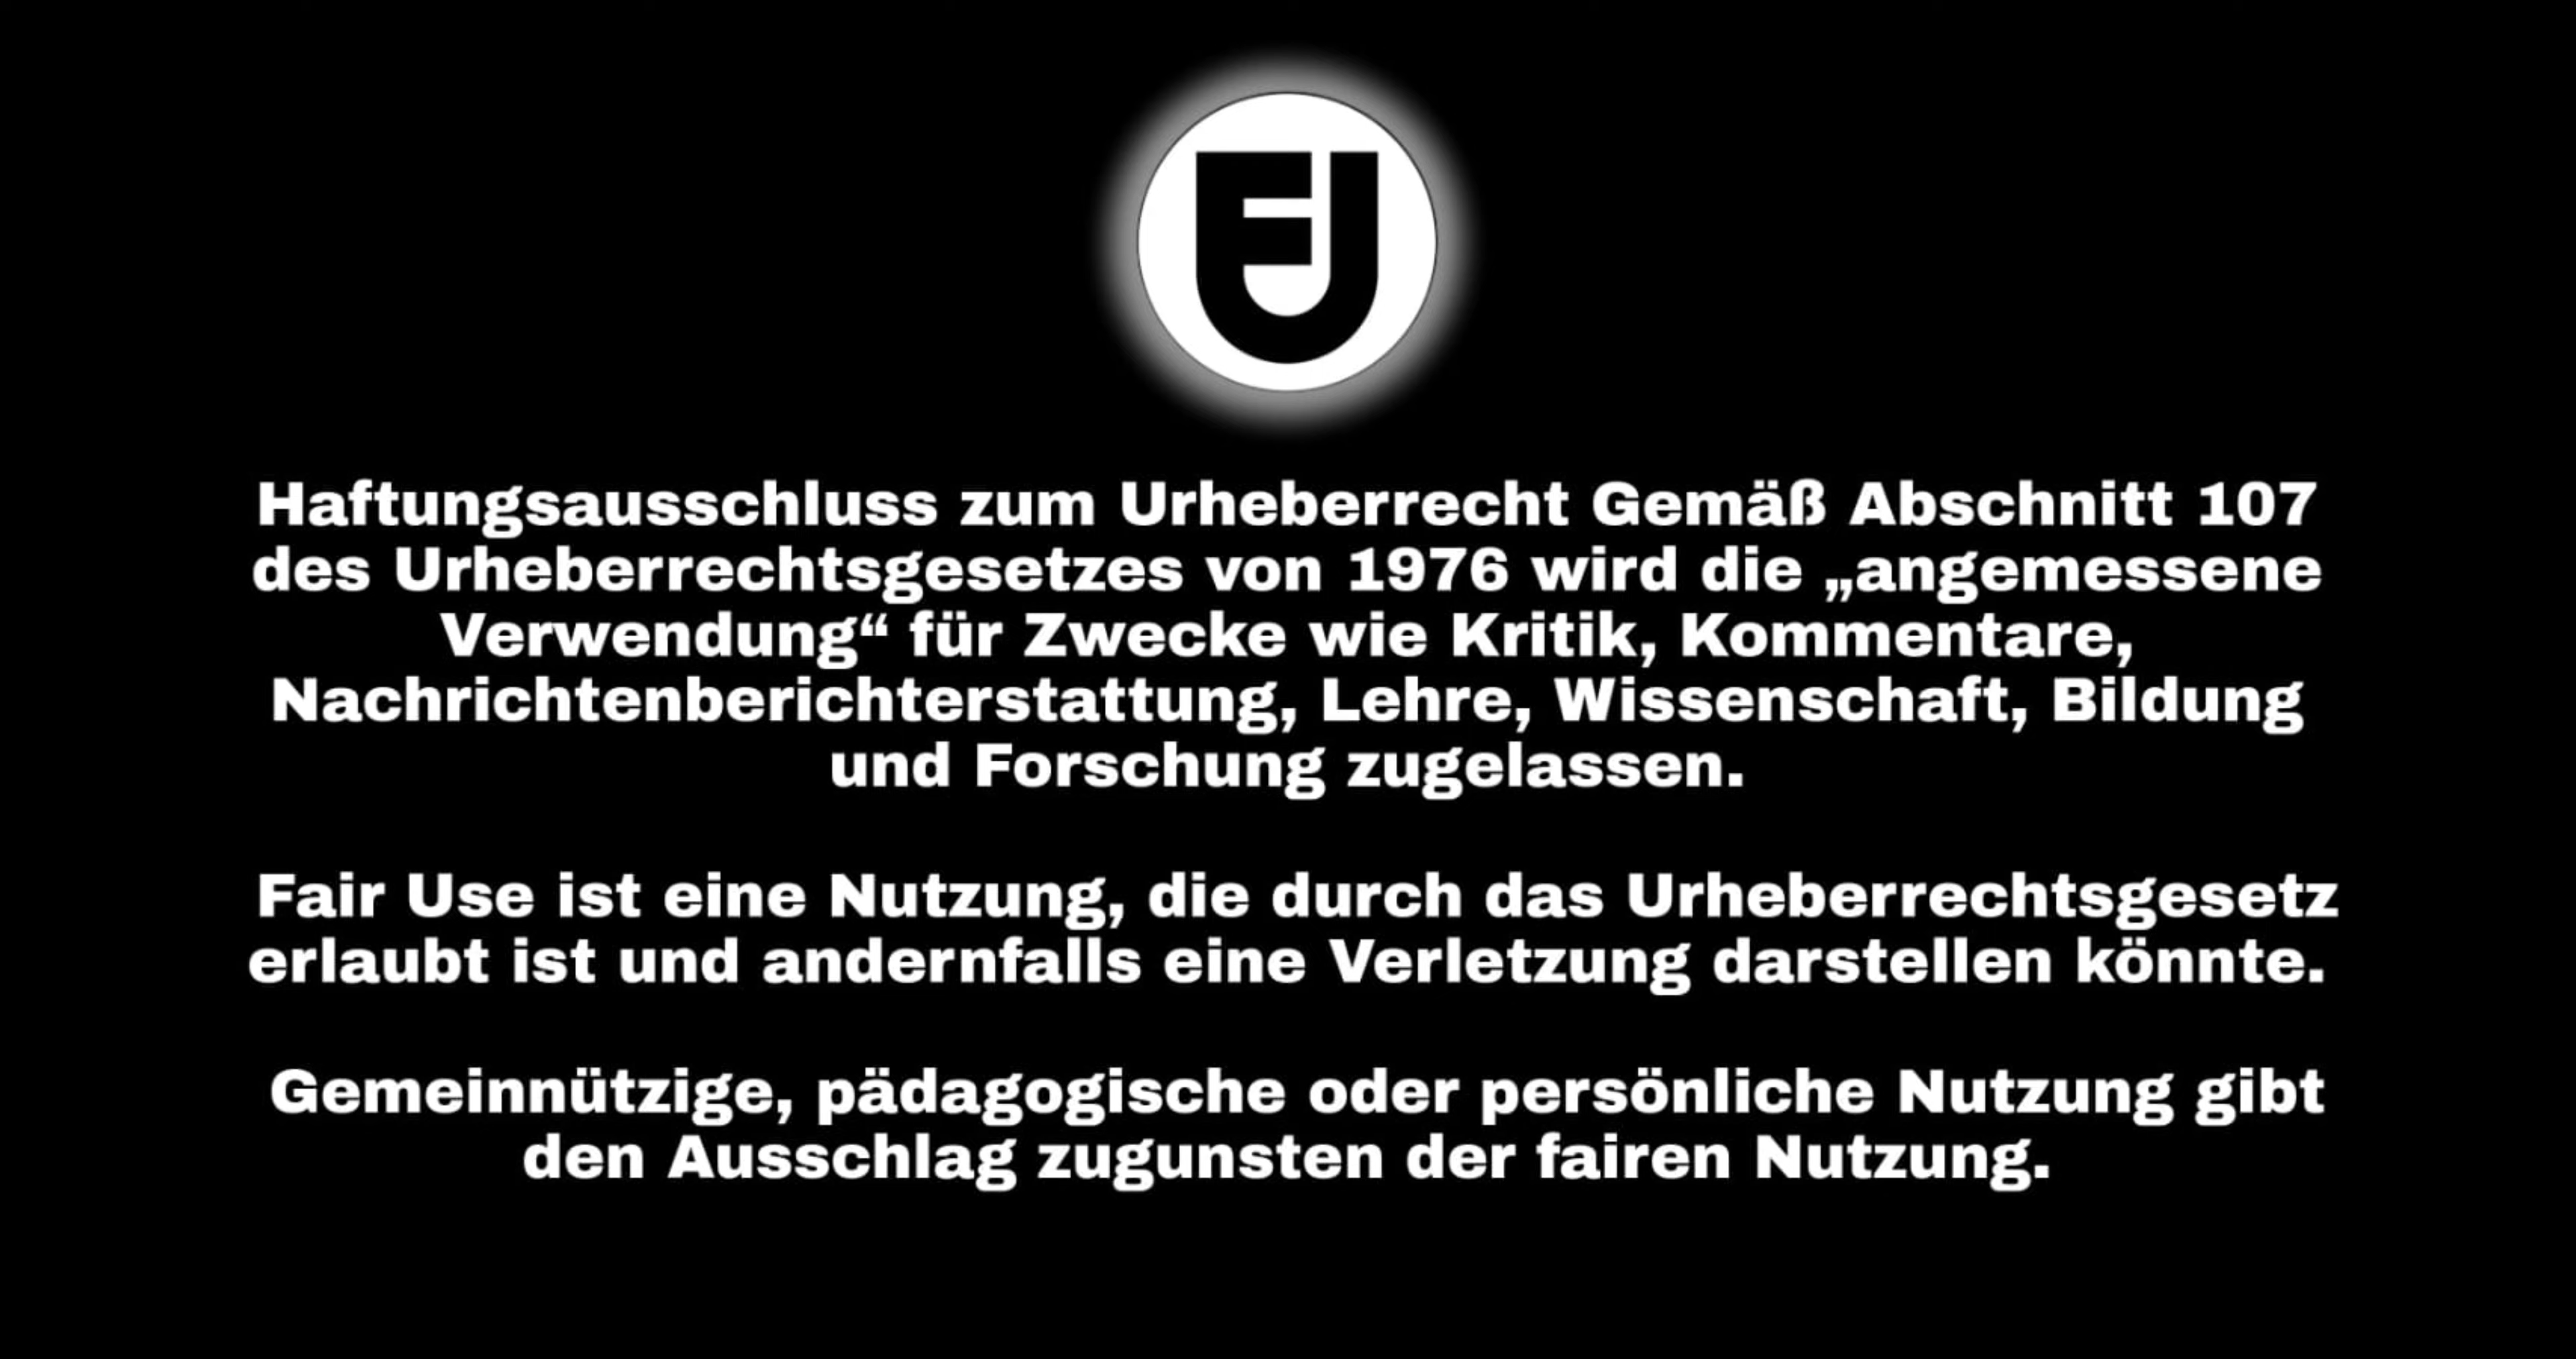 Haftungsausschluss zum Urheberrecht Gemäß Abschnitt 107
des Urheberrechtsgesetzes von 1976 wird die „angemessene
Verwendung“ für Zwecke wie Kritik, Kommentare,
Nachrichtenberichterstattung, Lehre, Wissenschaft, Bildung
und Forschung zugelassen.
Fair Use ist eine Nutzung, die durch das Urheberrechtsgesetz
erlaubt ist und andernfalls eine Verletzung darstellen könnte.
Gemeinnützige, pädagogische oder persönliche Nutzung gibt
den Ausschlag zugunsten der fairen Nutzung.